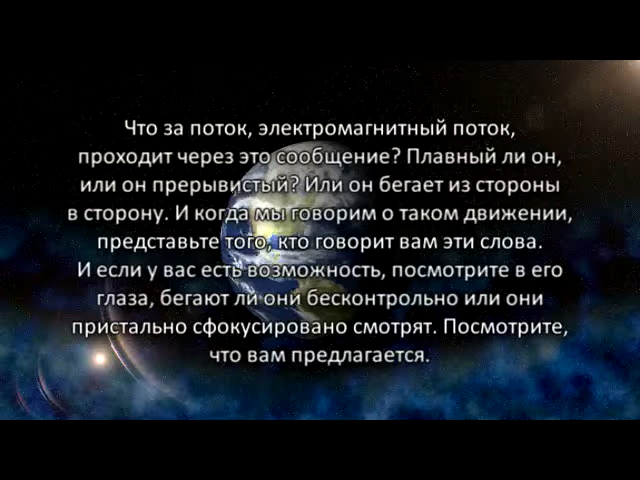 Что за поток, электромагнитный поток,
проходит через это сообщение? Плавный ли он,
или он прерывистый? Или он бегает из стороны
в сторону. И когда мы говорим о таком движении,
представьте того, кто говорит вам эти слова.
И если у вас есть возможность, посмотрите в его
глаза, бегают ли они бесконтрольно или они
пристально сфокусировано смотрят. Посмотрите,
что вам предлагается.